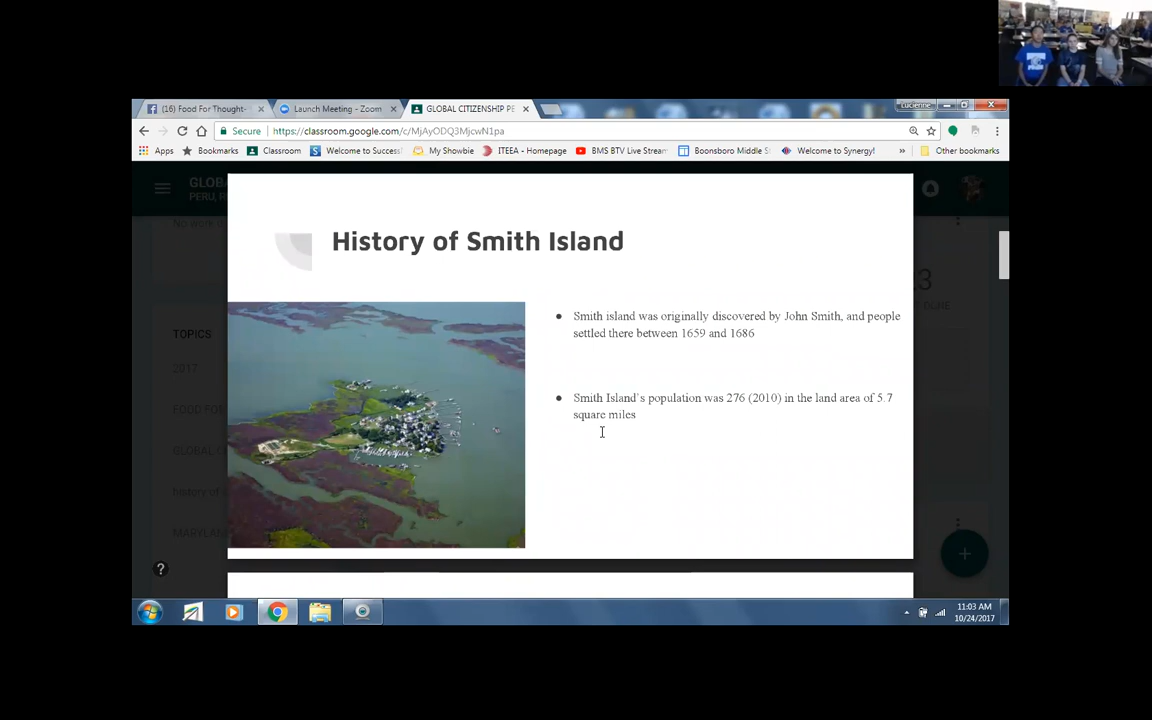 (16) Food For Thought-
Launch Meeting - Zoom
GLOBAL CITIZENSHIP PE
Lucienne
Secure
https://classroom.google.com/c/MjAyODQ3MjcwN1pa
Apps
Bookmarks
Classroom
Welcome to Success!
My Showbie
ITEEA - Homepage
BMS BTV Live Stream
Boonsboro Middle S
Welcome to Synergy!
»
Other bookmarks
GLOB
PERU,
History of Smith Island
TOPICS
2017
FOOD FO
GLOBAL C
history of
MARYLAN
• Smith island was originally discovered by John Smith, and people
settled there between 1659 and 1686
• Smith Island's population was 276 (2010) in the land area of 5.7
square miles
?
+
11:03 AM
10/24/2017